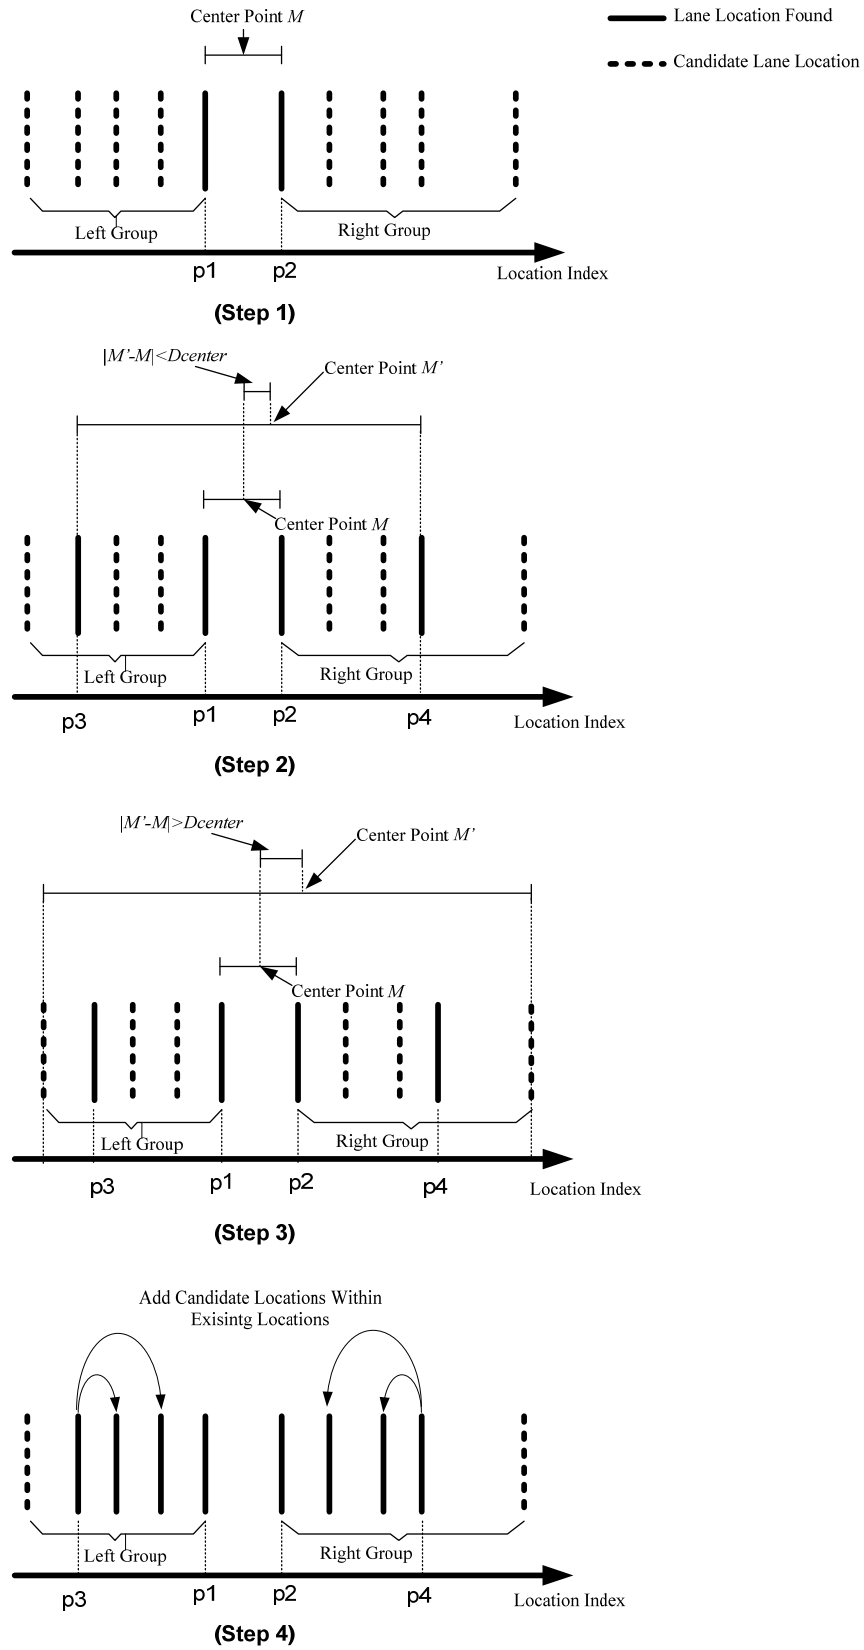 Center Point M
Lane Location Found
Candidate Lane Location
Left Group
Right Group
p1
p2
Location Index
(Step 1)
|M’-M|<Dcenter
Center Point M’
Center Point M
Left Group
Right Group
p3
p1
p2
p4
Location Index
(Step 2)
|M’-M|>Dcenter
Center Point M’
Center Point M
Left Group
Right Group
p3
p1
p2
p4
Location Index
(Step 3)
Add Candidate Locations Within
Exisintg Locations
Left Group
Right Group
p3
p1
p2
p4
Location Index
(Step 4)